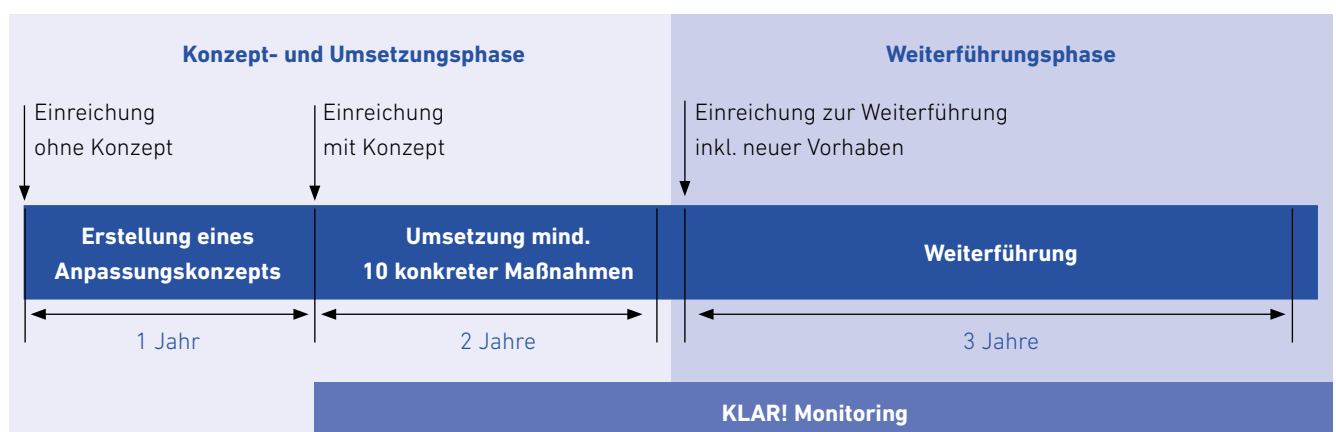 Konzept- und Umsetzungsphase
Weiterführungsphase
Einreichung
ohne Konzept
Einreichung
mit Konzept
Einreichung zur Weiterführung
inkl. neuer Vorhaben
Erstellung eines
Anpassungskonzepts
Umsetzung mind.
10 konkreter Maßnahmen
Weiterführung
1 Jahr
2 Jahre
3 Jahre
KLAR! Monitoring